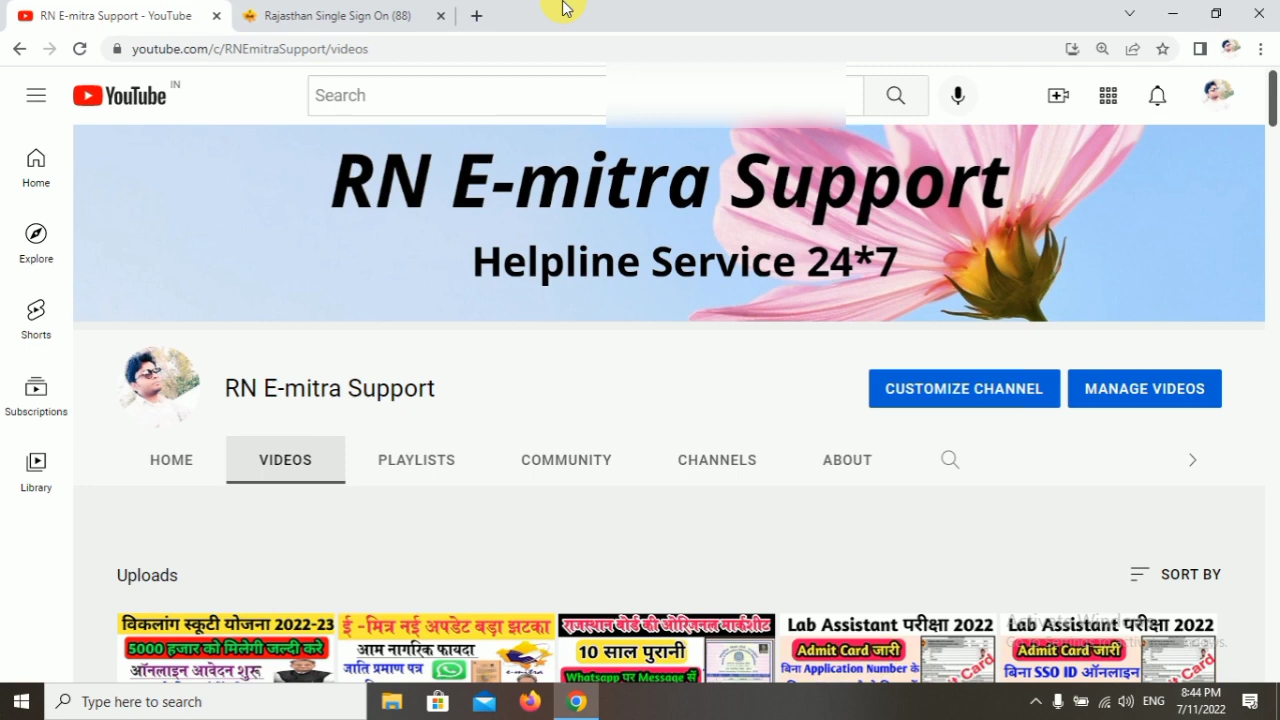 RN E-mitra Support - YouTube
Rajasthan Single Sign On (88)
youtube.com/c/RNEmitraSupport/videos
YouTube IN
Search
RN E-mitra Support
Helpline Service 24*7
Home
Explore
Shorts
Subscriptions
Library
RN E-mitra Support
CUSTOMIZE CHANNEL
MANAGE VIDEOS
HOME VIDEOS PLAYLISTS COMMUNITY CHANNELS ABOUT
Uploads
SORT BY
विकलांग स्कूटी योजना 2022-23
5000 हजार को मिलेगी जल्दी करे
ऑनलाइन आवेदन शुरू
ई -मित्र नई अपडेट बड़ा झटका
आम नागरिक फायदा
जाति प्रमाण पत्र
राजस्थान बोर्ड की ओरिजनल मार्कशीट
10 साल पुरानी
Whatsapp पर Message से
Lab Assistant परीक्षा 2022
Admit Card जारी
बिना Application Number के
Lab Assistant परीक्षा 2022
Admit Card जारी
बिना SSO ID ऑनलाइन
Type here to search
ENG
8:44 PM
7/11/2022